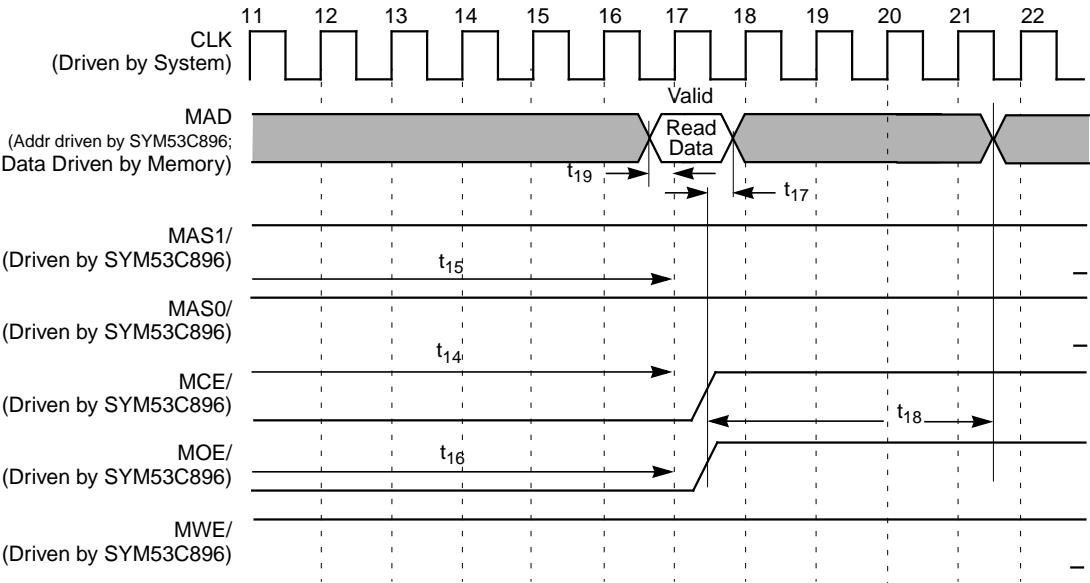 11 12 13 14 15 16 17 18 19 20 21 22
CLK
(Driven by System)
Valid
MAD
(Addr driven by SYM53C896;
Data Driven by Memory)
Read
Data
t19
t17
MAS1/
(Driven by SYM53C896)
t15
MAS0/
(Driven by SYM53C896)
t14
MCE/
(Driven by SYM53C896)
t18
MOE/
(Driven by SYM53C896)
t16
MWE/
(Driven by SYM53C896)